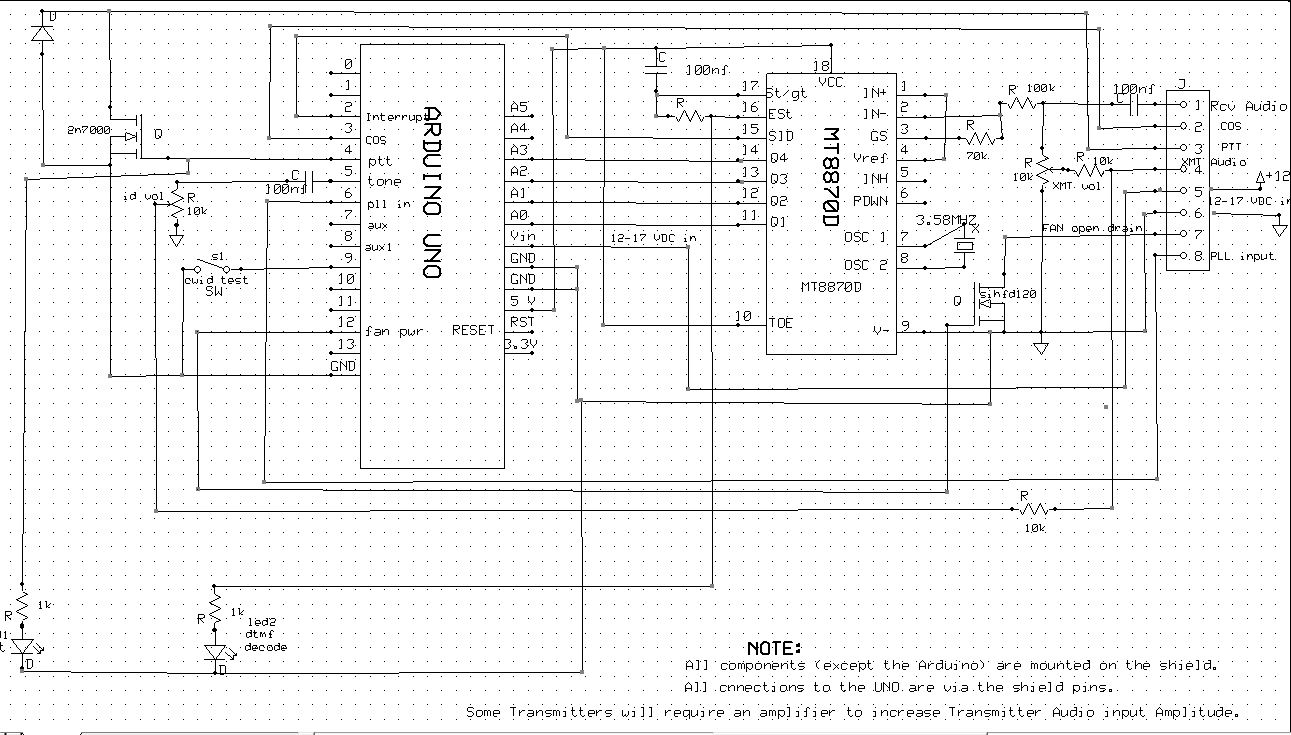 D
2n7000
Q
C
100nf
id vol
R
10k
s1
cwid test
SW
0
1
2 Interrupt
3 COS
4 ptt
5 tone
6 pll in
7 aux
8 aux1
9
10
11
12 fan pwr
13
GND
ARDUINO UNO
A5
A4
A3
A2
A1
A0
Vin
GND
GND
5 V
RESET RST
3.3V
12-17 VDC in
C
100nf
R
18
VCC
17 St/gt
16 ESt
15 SID
14 Q4
13 Q3
12 Q2
11 Q1
10 TOE
MT8870D
IN+ 1
IN- 2
GS 3
Vref 4
INH 5
PDWN 6
OSC 1 7
OSC 2 8
MT8870D
V- 9
3.58MHZ
X
R 100k
R
70k
100nf
C
R
10k
XMT vol
R 10k
Q
sihfd120
FAN open drain
J
1 Rcv Audio
2 COS
3 PTT
XMT Audio
4
5
6
7
8 PLL input
+12
12-17 VDC in
R
10k
R 1k
D
R 1k
led2
dtmf
decode
D
NOTE:
All components (except the Arduino) are mounted on the shield.
All cnnections to the UNO are via the shield pins.
Some Transmitters will require an amplifier to increase Transmitter Audio input Amplitude.